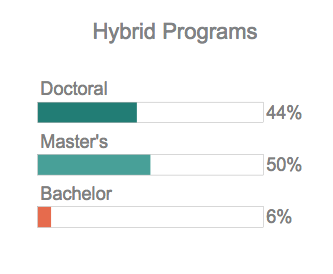 Hybrid Programs
Doctoral
44%
Master's
50%
Bachelor
6%